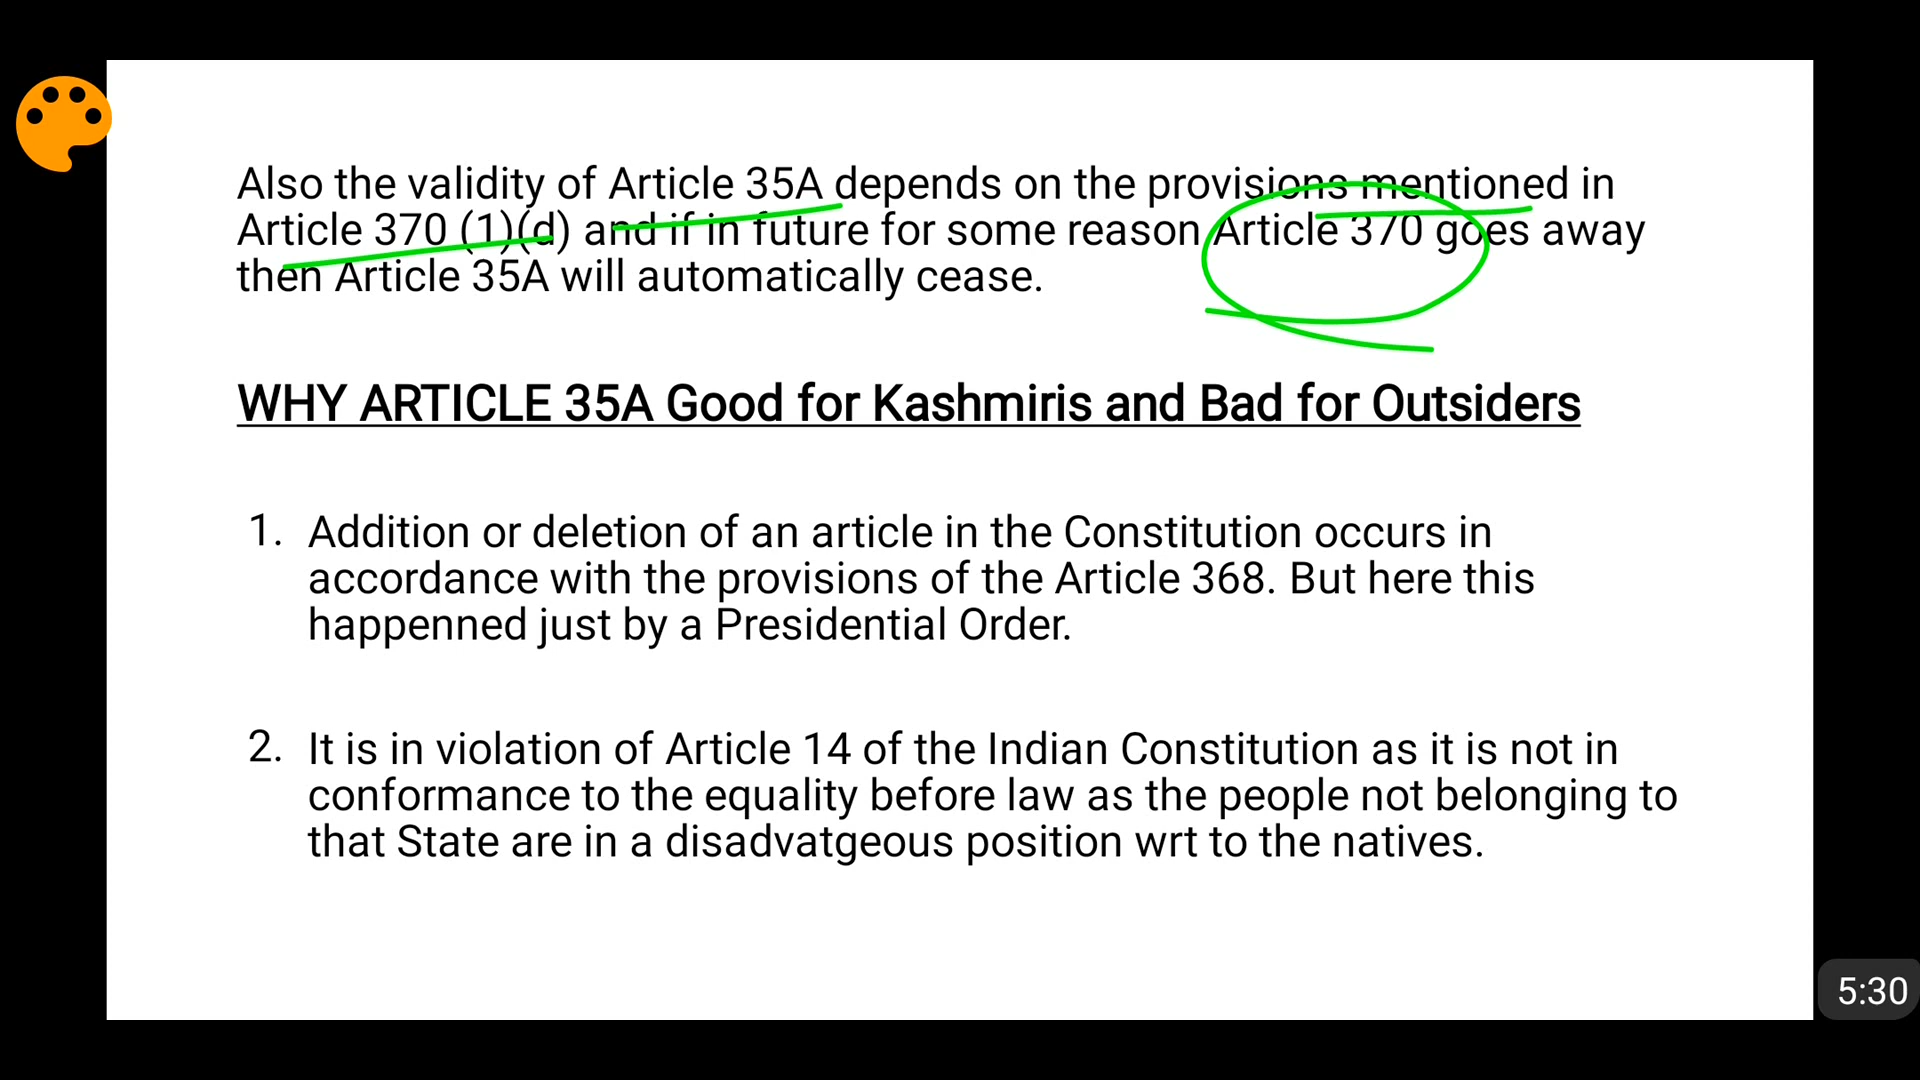 Also the validity of Article 35A depends on the provisions mentioned in
Article 370 (1)(d) and if in future for some reason Article 370 goes away
then Article 35A will automatically cease.
WHY ARTICLE 35A Good for Kashmiris and Bad for Outsiders
1. Addition or deletion of an article in the Constitution occurs in
accordance with the provisions of the Article 368. But here this
happenned just by a Presidential Order.
2. It is in violation of Article 14 of the Indian Constitution as it is not in
conformance to the equality before law as the people not belonging to
that State are in a disadvatgeous position wrt to the natives.
5:30